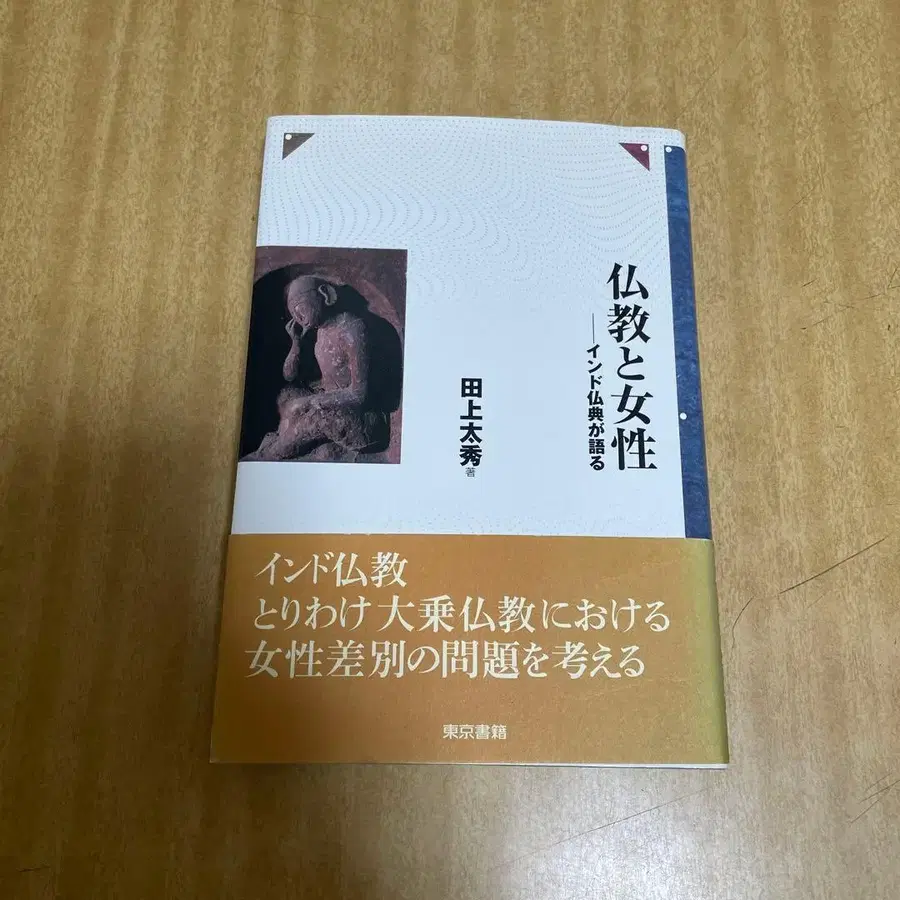 仏教と女性
――インド仏典が語る
田上太秀 著
インド仏教
とりわけ大乗仏教における
女性差別の問題を考える
東京書籍